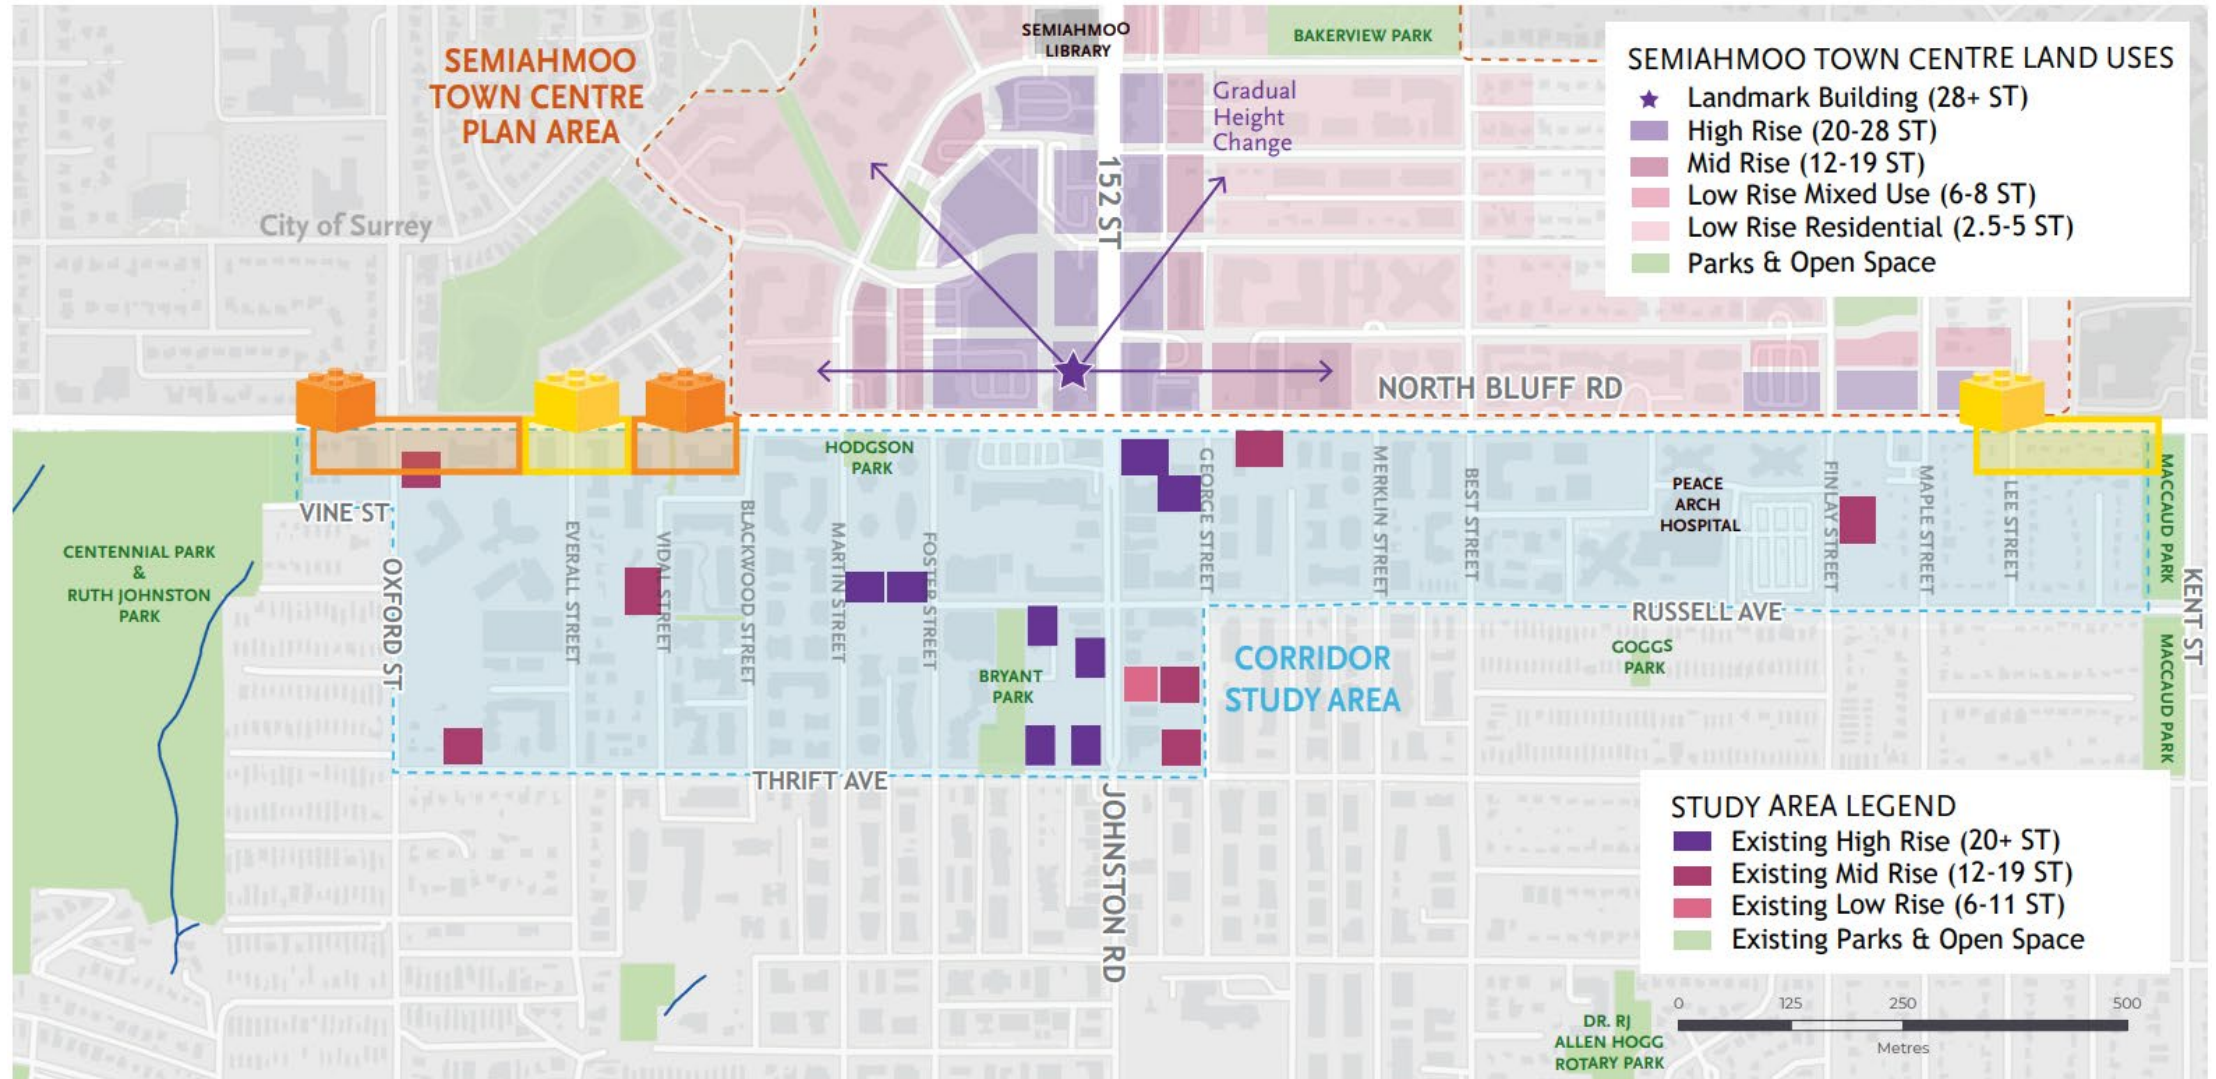 SEMIAHMOO
TOWN CENTRE
PLAN AREA
City of Surrey
SEMIAHMOO
LIBRARY
BAKERVIEW PARK
Gradual
Height
Change
152 ST
SEMIAHMOO TOWN CENTRE LAND USES
Landmark Building (28+ ST)
High Rise (20-28 ST)
Mid Rise (12-19 ST)
Low Rise Mixed Use (6-8 ST)
Low Rise Residential (2.5-5 ST)
Parks & Open Space
NORTH BLUFF RD
HODGSON
PARK
VINE ST
CENTENNIAL PARK
&
RUTH JOHNSTON
PARK
OXFORD ST
EVERALL STREET
VIDAL STREET
BLACKWOOD STREET
MARTIN STREET
FOSTER STREET
GEORGE STREET
MERKLIN STREET
BEST STREET
PEACE
ARCH
HOSPITAL
FINLAY STREET
MAPLE STREET
LEE STREET
MACCAUD PARK
KENT ST
RUSSELL AVE
GOGGS
PARK
MACCAUD PARK
BRYANT
PARK
CORRIDOR
STUDY AREA
THRIFT AVE
JOHNSTON RD
STUDY AREA LEGEND
Existing High Rise (20+ ST)
Existing Mid Rise (12-19 ST)
Existing Low Rise (6-11 ST)
Existing Parks & Open Space
0 125 250 500
Metres
DR. RJ
ALLEN HOGG
ROTARY PARK